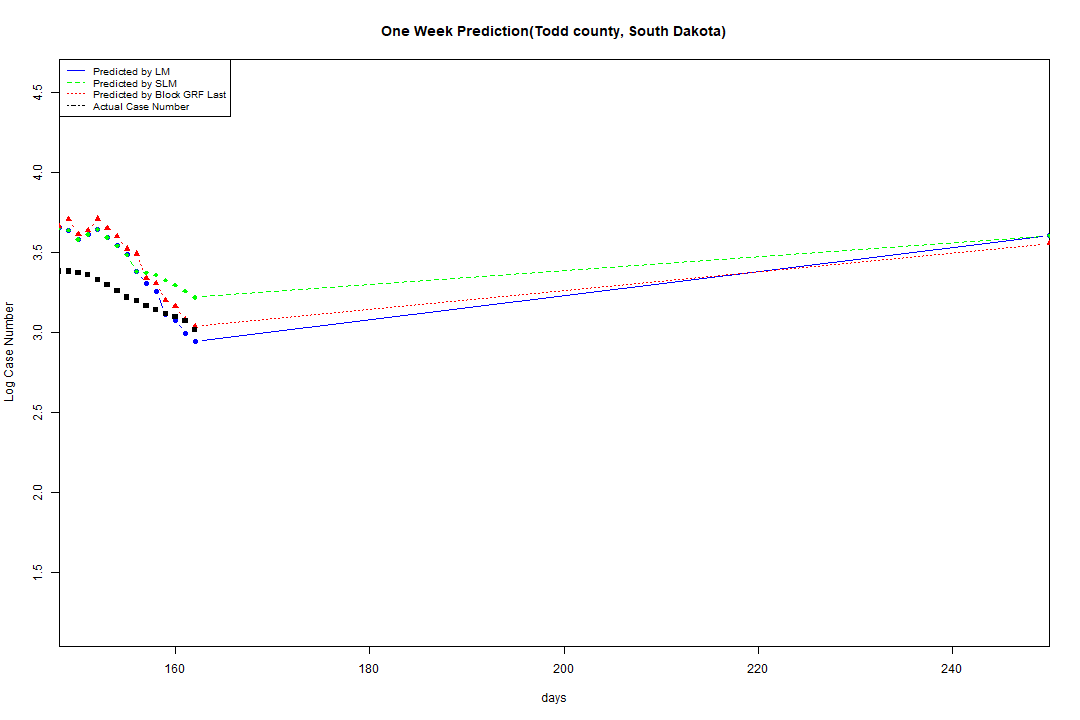 One Week Prediction(Todd county, South Dakota)
Predicted by LM
Predicted by SLM
Predicted by Block GRF Last
Actual Case Number
4.5
4.0
3.5
3.0
2.5
2.0
1.5
Log Case Number
160 180 200 220 240
days